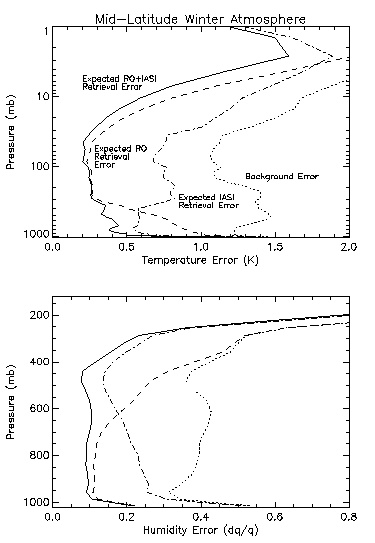 Mid-Latitude Winter Atmosphere
1
10
100
1000
Pressure (mb)
Expected RO+IASI
Retrieval Error
Expected RO
Retrieval
Error
Background Error
Expected IASI
Retrieval Error
0.0 0.5 1.0 1.5 2.0
Temperature Error (K)
200
400
600
800
1000
Pressure (mb)
0.0 0.2 0.4 0.6 0.8
Humidity Error (dq/q)